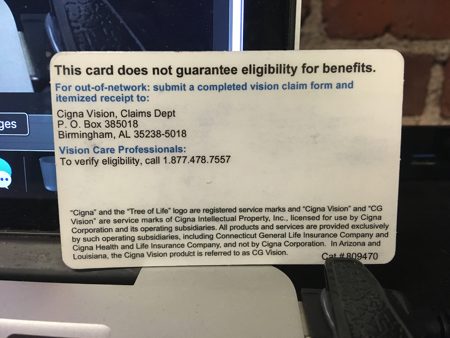 This card does not guarantee eligibility for benefits.
For out-of-network: submit a completed vision claim form and
itemized receipt to:
Cigna Vision, Claims Dept
P. O. Box 385018
Birmingham, AL 35238-5018
Vision Care Professionals:
To verify eligibility, call 1.877.478.7557
"Cigna" and the "Tree of Life" logo are registered service marks and "Cigna Vision" and "CG
Vision" are service marks of Cigna Intellectual Property, Inc., licensed for use by Cigna
Corporation and its operating subsidiaries. All products and services are provided exclusively
by such operating subsidiaries, including Connecticut General Life Insurance Company and
Cigna Health and Life Insurance Company, and not by Cigna Corporation. In Arizona and
Louisiana, the Cigna Vision product is referred to as CG Vision.
Cat # 809470
ges